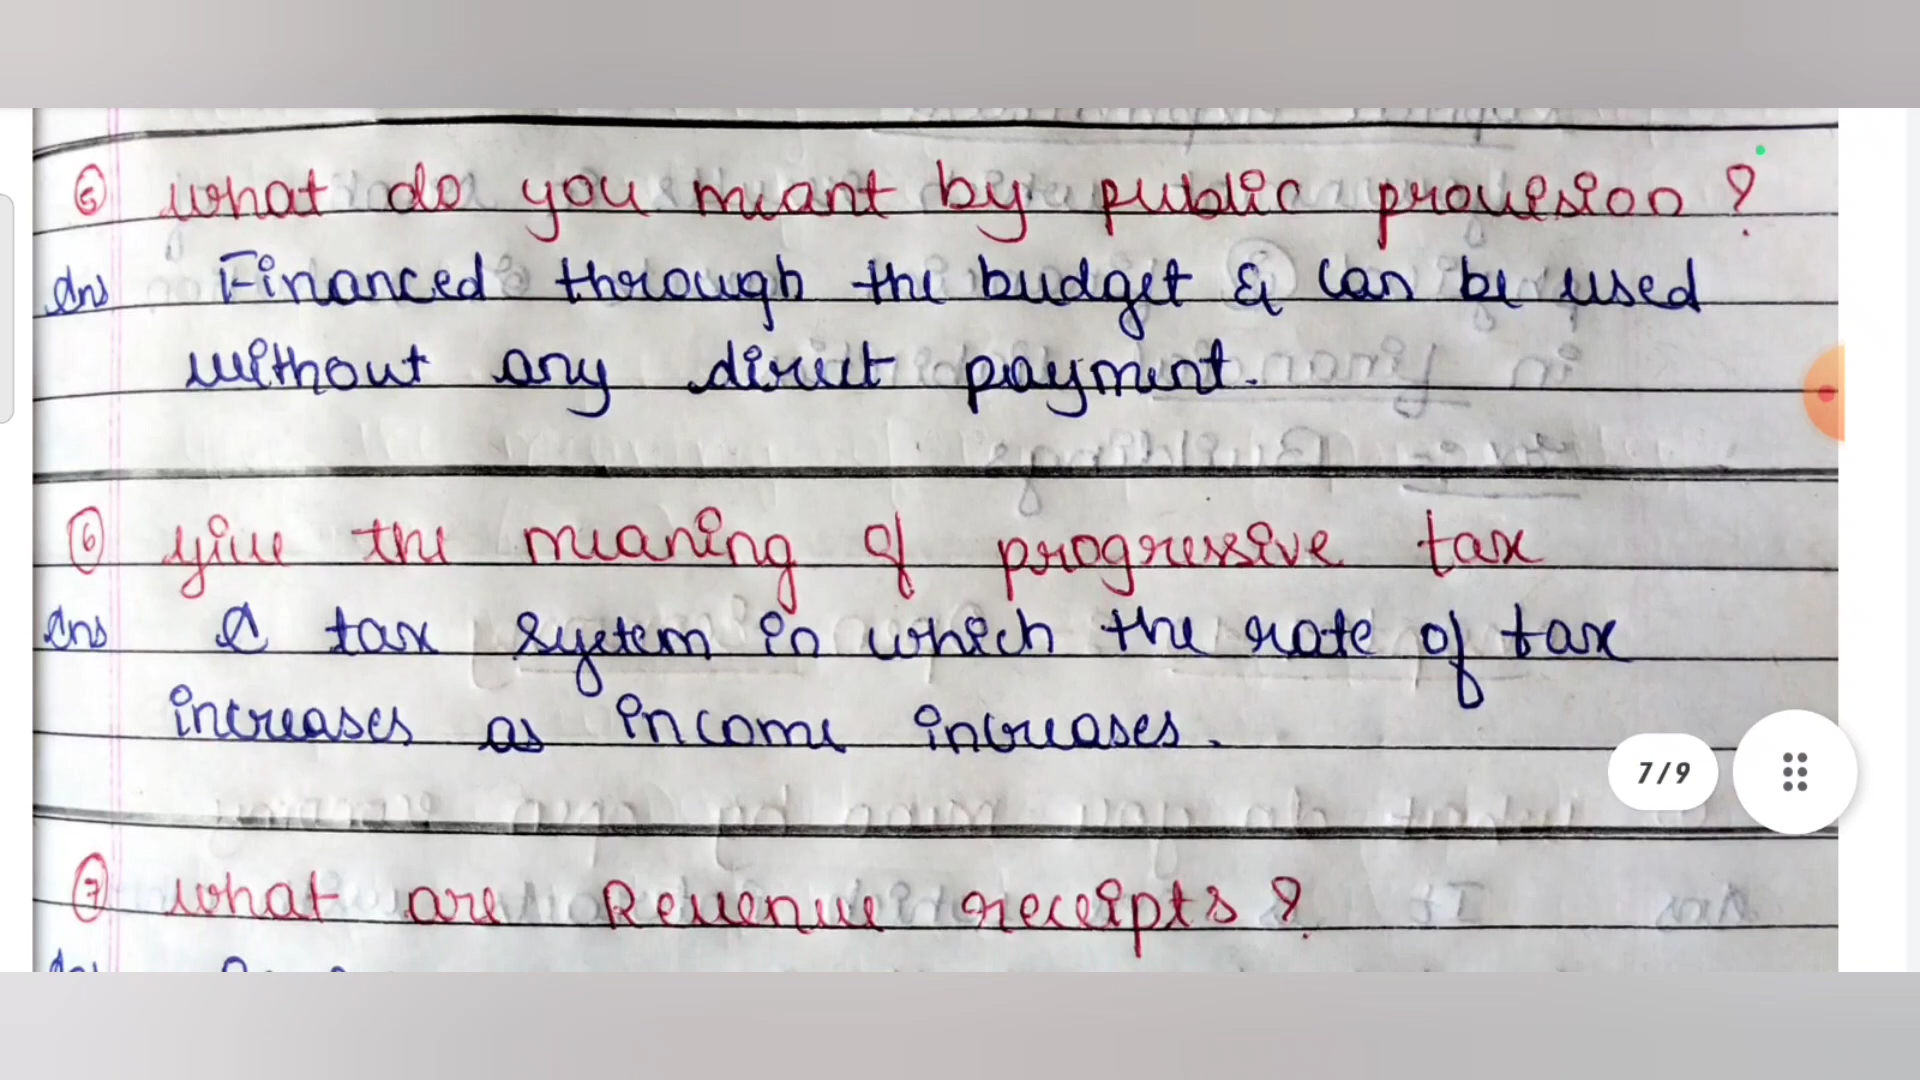 ⑤ what do you meant by public provision ?
Ans Financed through the budget & can be used
without any direct payment.
⑥ give the meaning of progressive tax
Ans A tax system in which the rate of tax
increases as income increases.
7/9
⑦ what are Revenue receipts ?
Ans